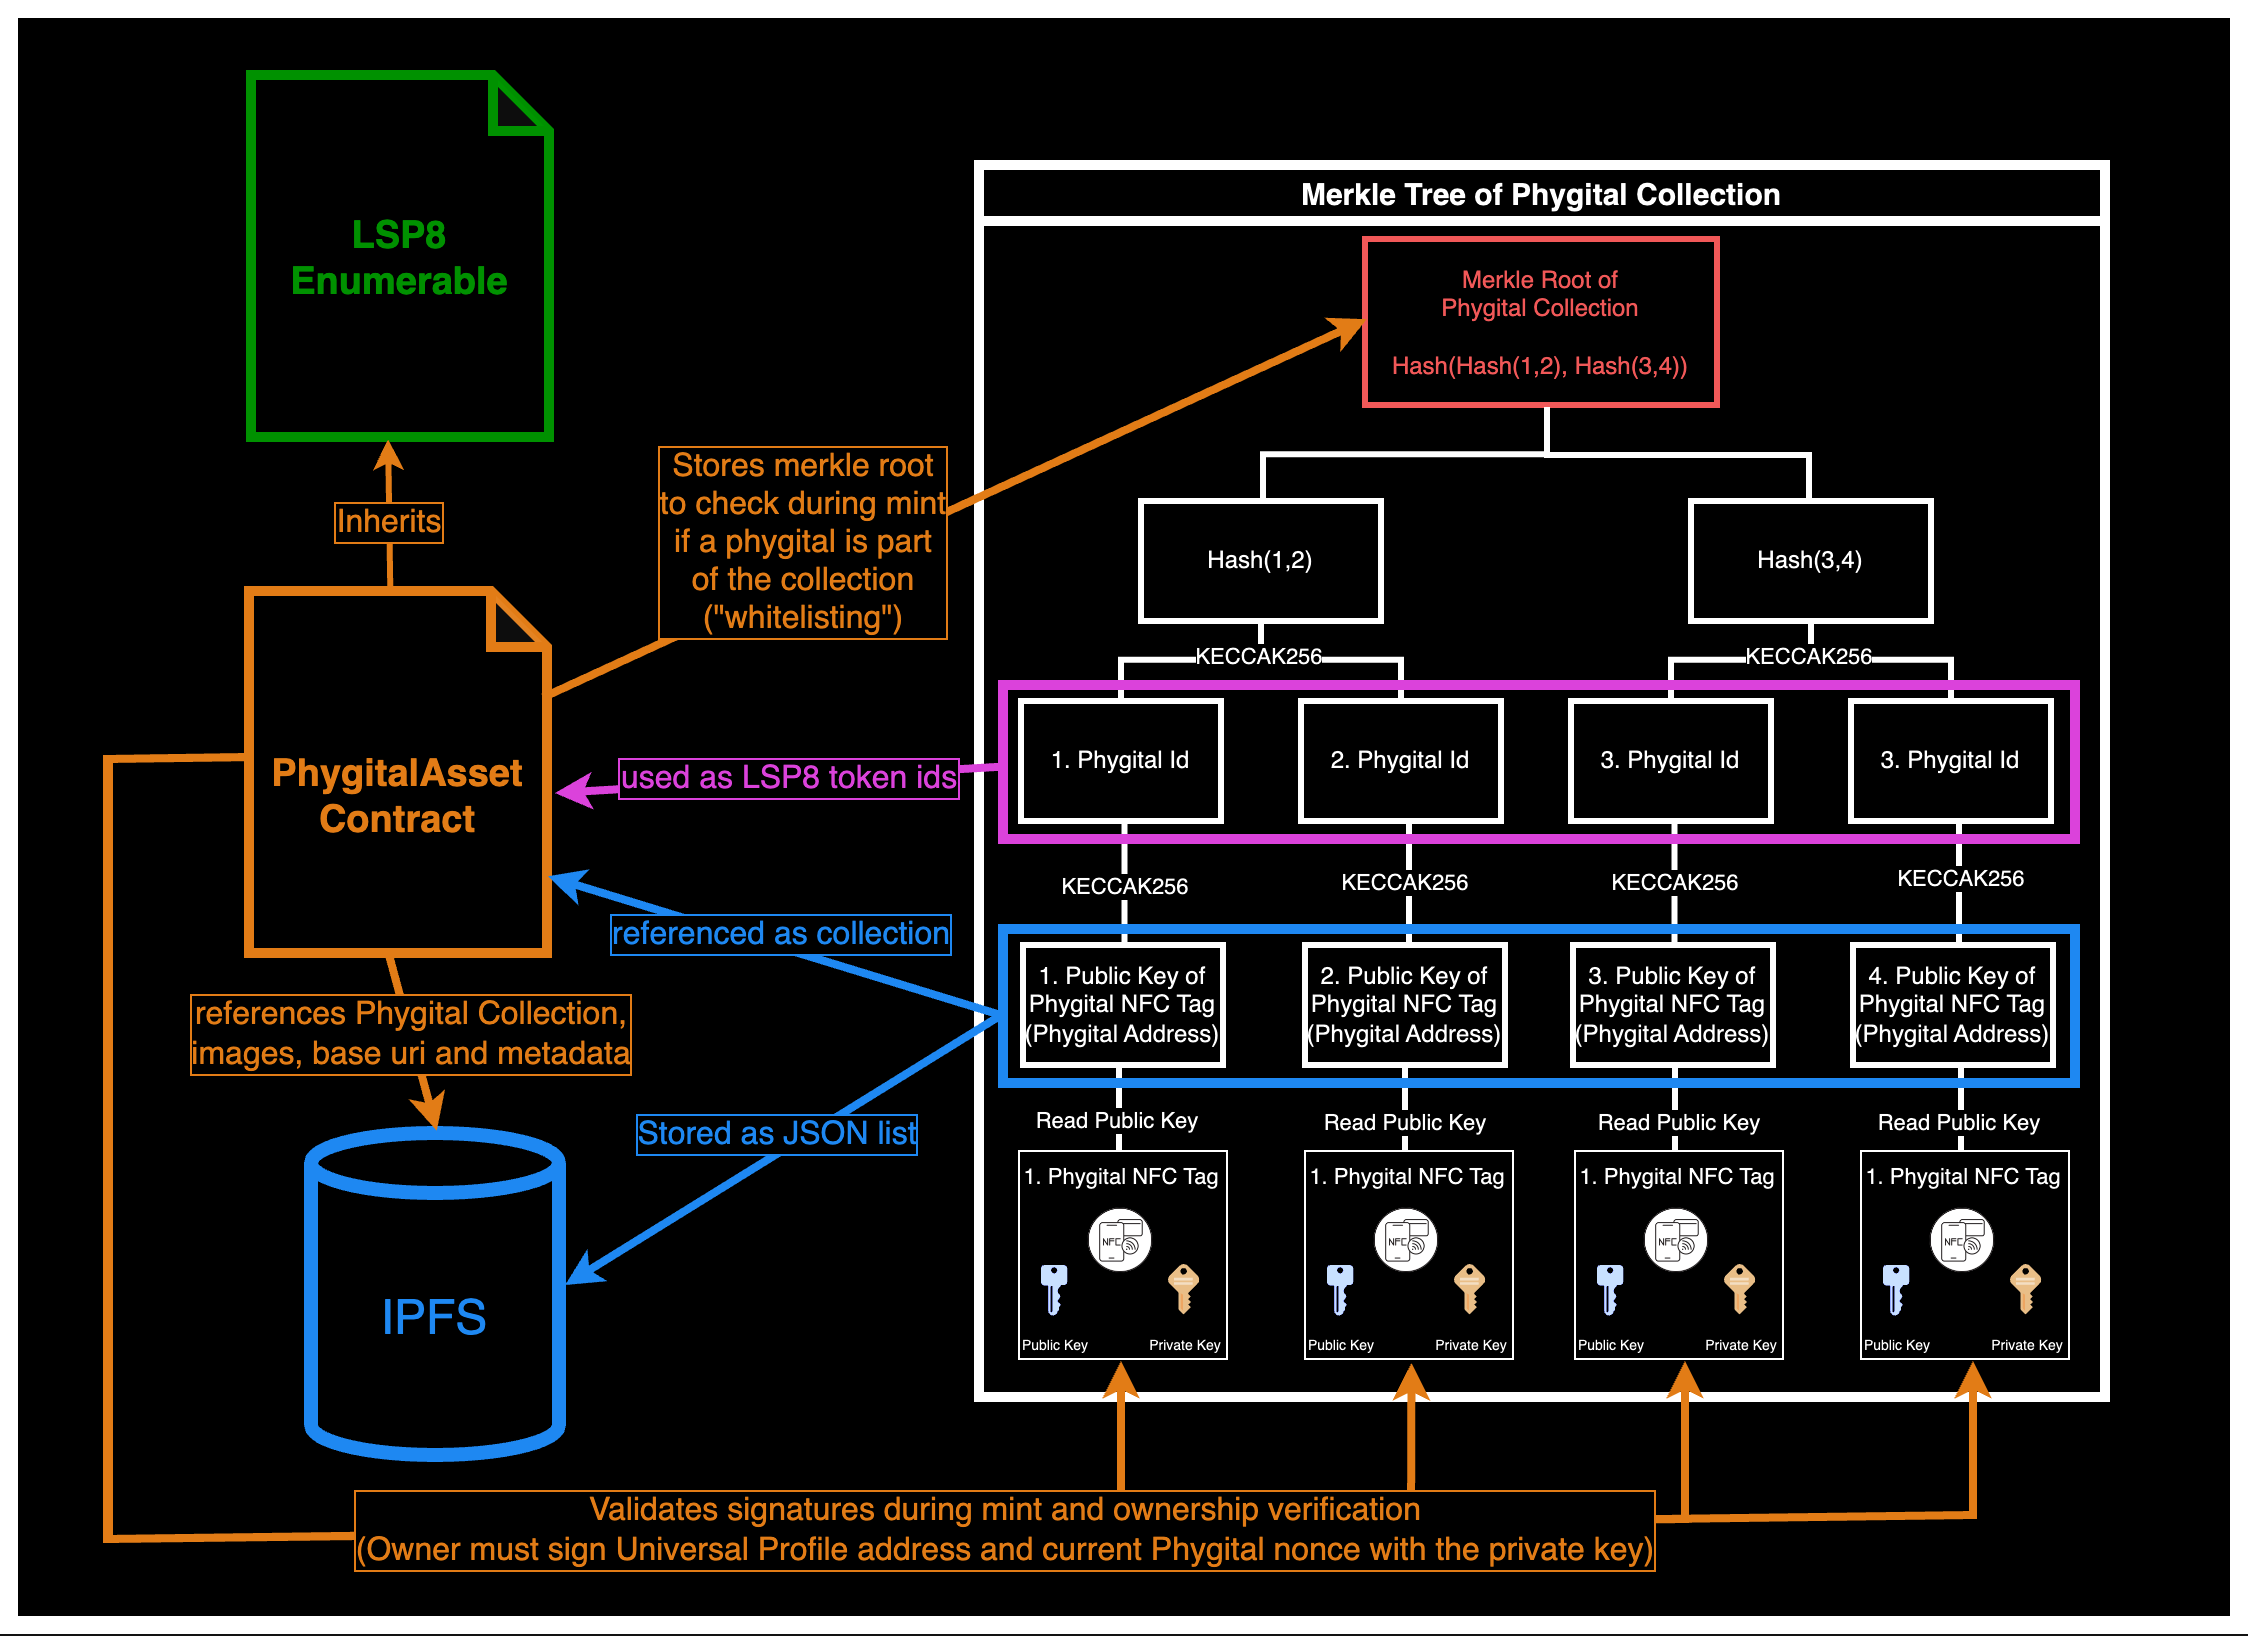 LSP8
Enumerable
Inherits
PhygitalAsset
Contract
references Phygital Collection,
images, base uri and metadata
IPFS
Stores merkle root
to check during mint
if a phygital is part
of the collection
("whitelisting")
used as LSP8 token ids
referenced as collection
Stored as JSON list
Merkle Tree of Phygital Collection
Merkle Root of
Phygital Collection
Hash(Hash(1,2), Hash(3,4))
Hash(1,2)
Hash(3,4)
KECCAK256
KECCAK256
1. Phygital Id
2. Phygital Id
3. Phygital Id
3. Phygital Id
KECCAK256
KECCAK256
KECCAK256
KECCAK256
1. Public Key of
Phygital NFC Tag
(Phygital Address)
2. Public Key of
Phygital NFC Tag
(Phygital Address)
3. Public Key of
Phygital NFC Tag
(Phygital Address)
4. Public Key of
Phygital NFC Tag
(Phygital Address)
Read Public Key
Read Public Key
Read Public Key
Read Public Key
1. Phygital NFC Tag
NFC
Public Key
Private Key
1. Phygital NFC Tag
NFC
Public Key
Private Key
1. Phygital NFC Tag
NFC
Public Key
Private Key
1. Phygital NFC Tag
NFC
Public Key
Private Key
Validates signatures during mint and ownership verification
(Owner must sign Universal Profile address and current Phygital nonce with the private key)